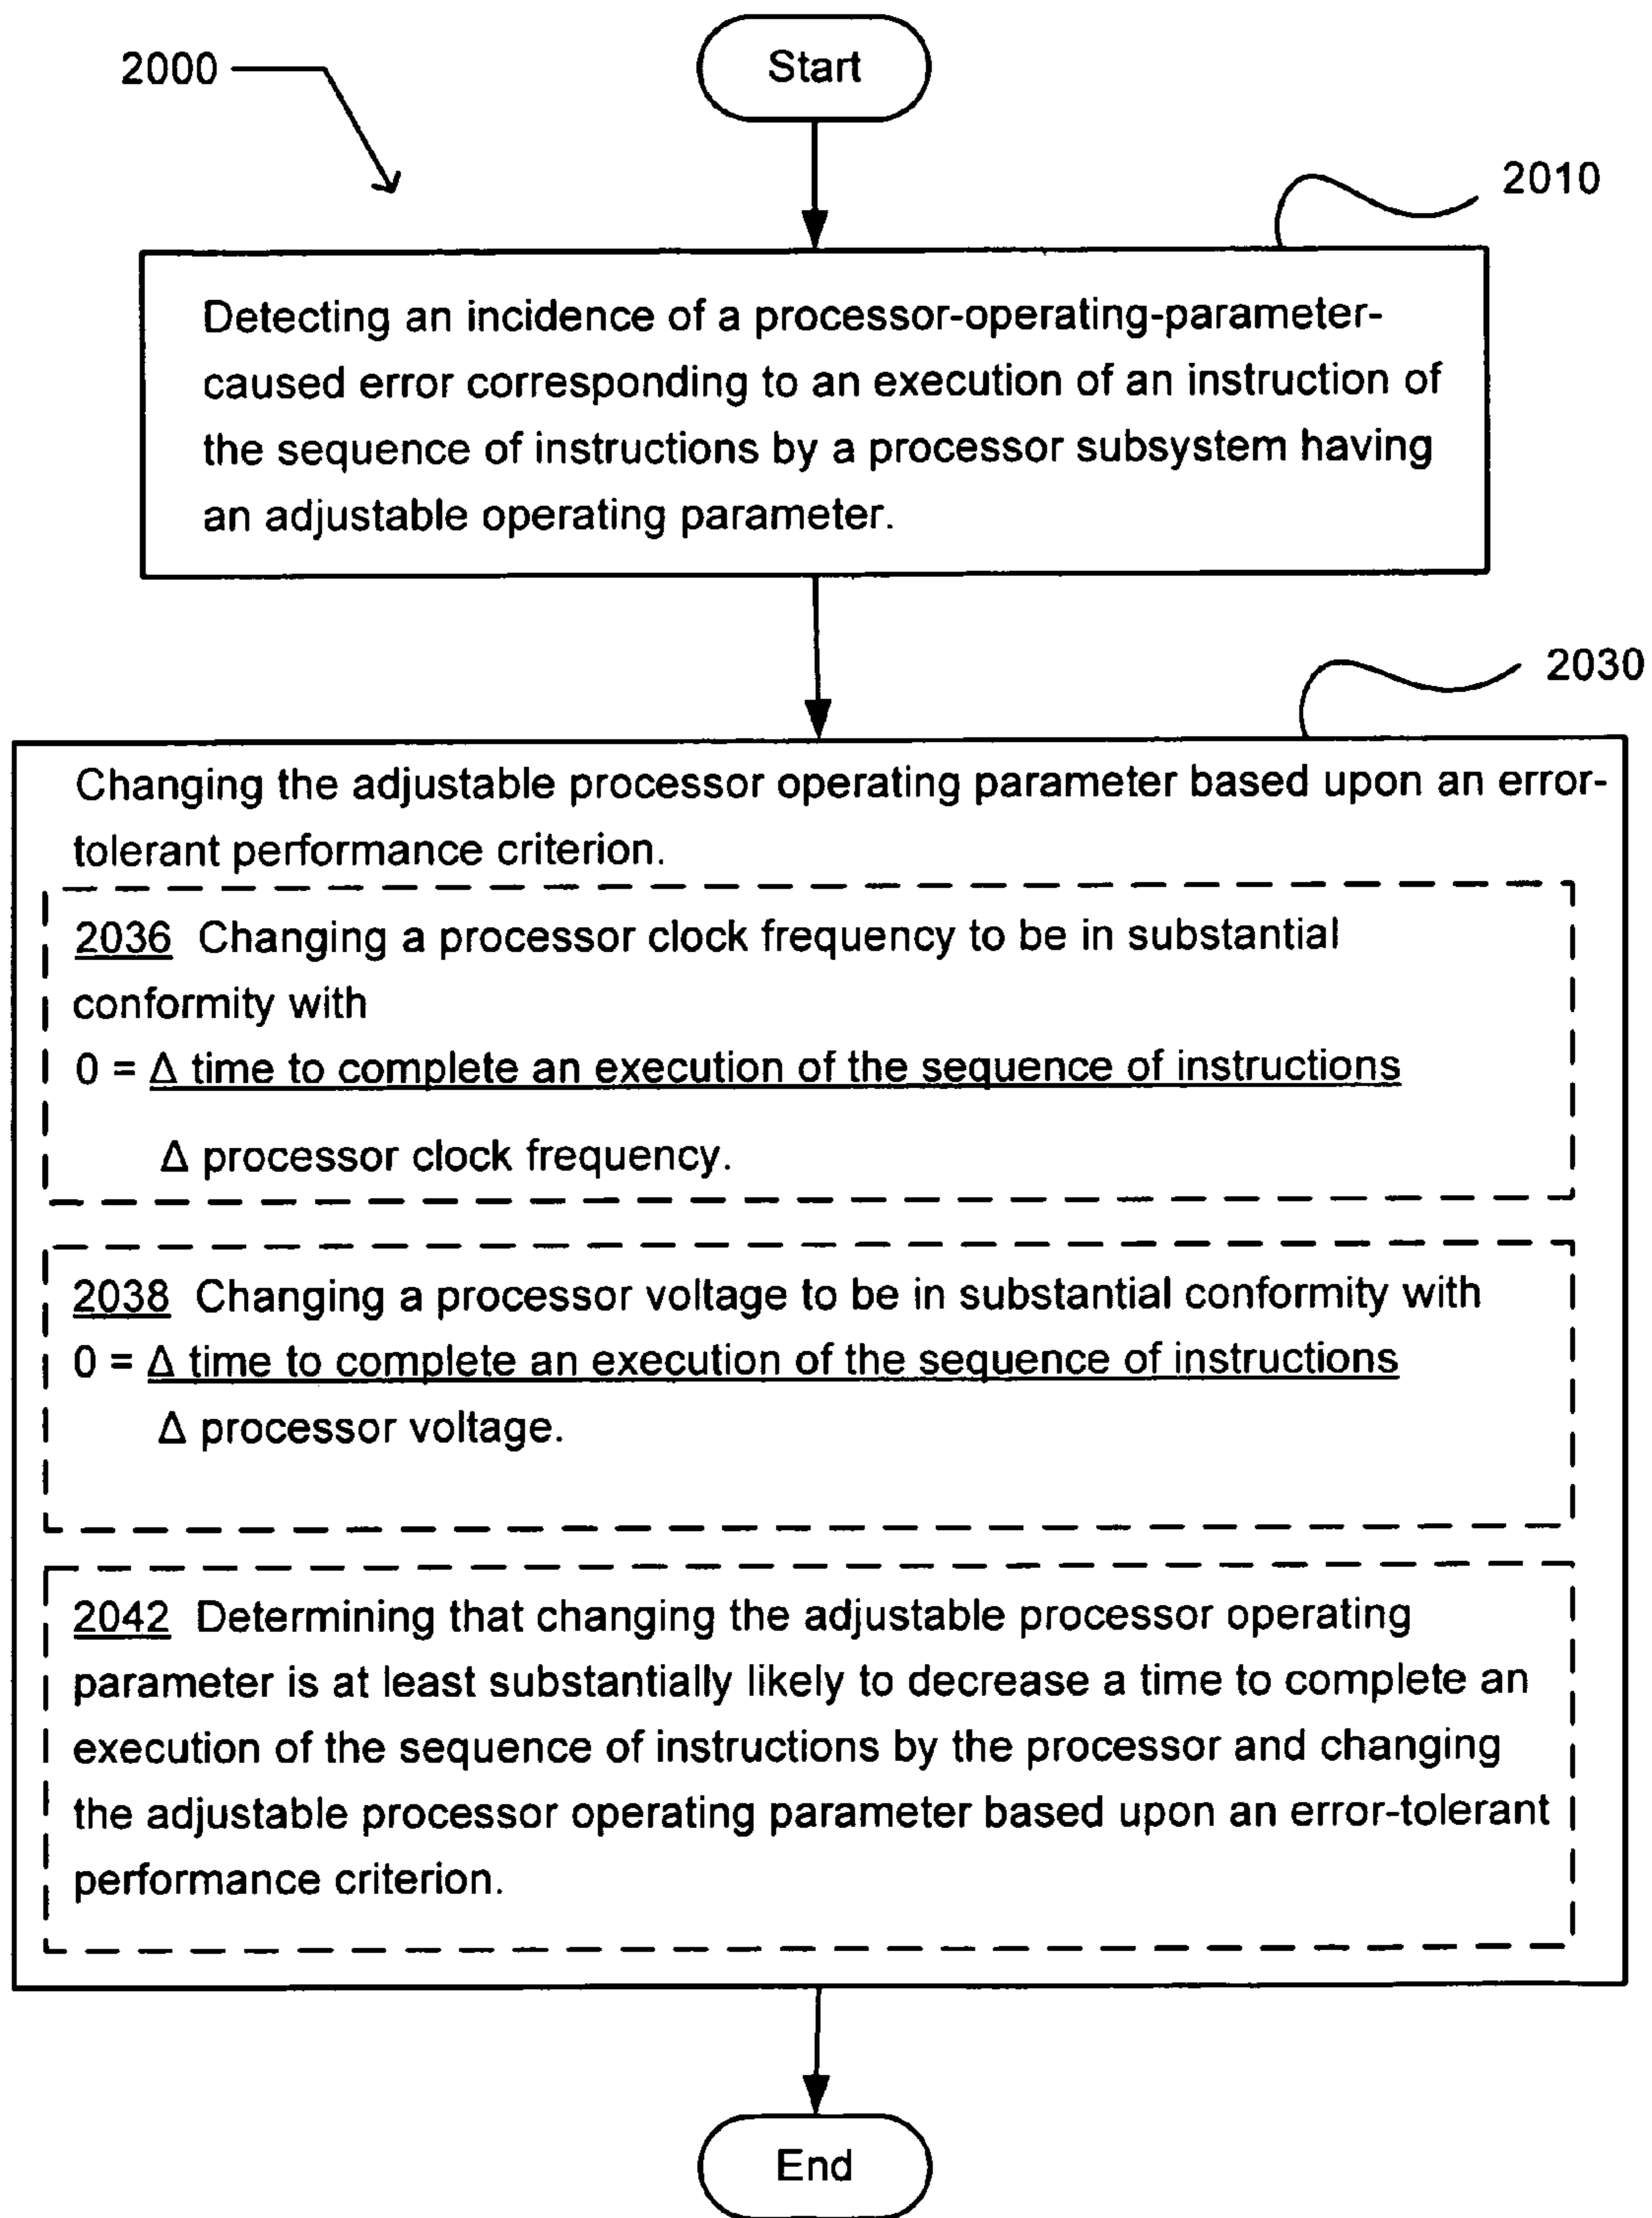 2000
Start
2010
Detecting an incidence of a processor-operating-parameter-
caused error corresponding to an execution of an instruction of
the sequence of instructions by a processor subsystem having
an adjustable operating parameter.
2030
Changing the adjustable processor operating parameter based upon an error-
tolerant performance criterion.
2036 Changing a processor clock frequency to be in substantial
conformity with
0 = Δ time to complete an execution of the sequence of instructions
Δ processor clock frequency.
2038 Changing a processor voltage to be in substantial conformity with
0 = Δ time to complete an execution of the sequence of instructions
Δ processor voltage.
2042 Determining that changing the adjustable processor operating
parameter is at least substantially likely to decrease a time to complete an
execution of the sequence of instructions by the processor and changing
the adjustable processor operating parameter based upon an error-tolerant
performance criterion.
End